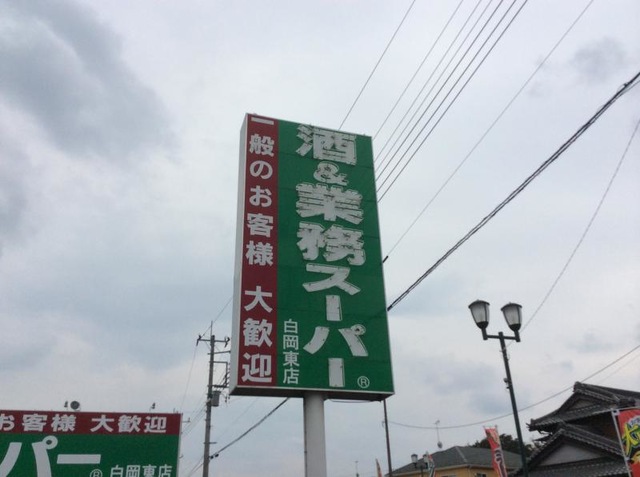 酒&業務スーパー®
白岡東店
一般のお客様 大歓迎
お客様 大歓迎
パー®
白岡東店